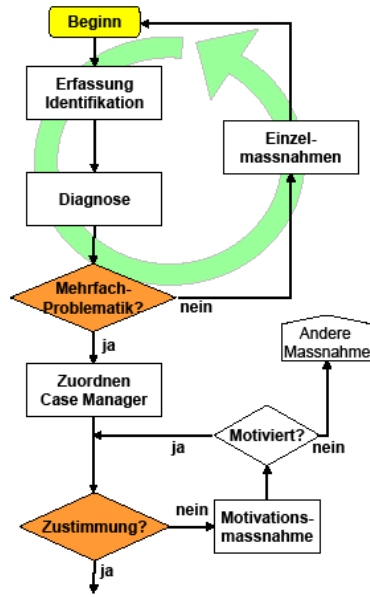 Beginn
Erfassung
Identifikation
Einzel-
massnahmen
Diagnose
Mehrfach-
Problematik?
nein
ja
Andere
Massnahme
Zuordnen
Case Manager
Motiviert?
ja
nein
Zustimmung?
nein
Motivations-
massnahme
ja